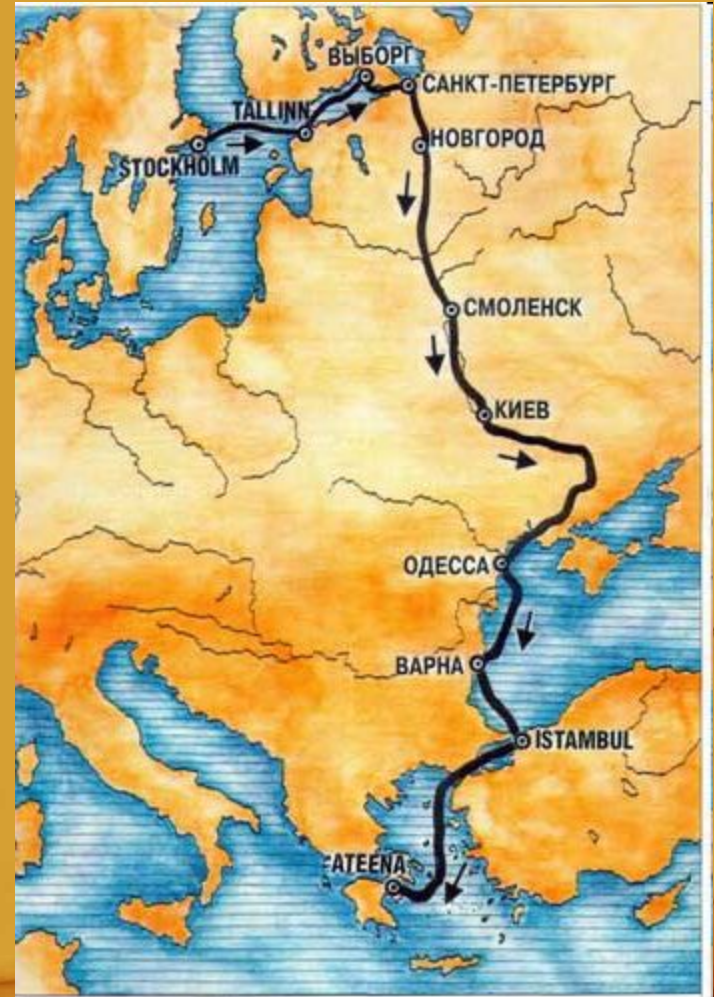 ВЫБОРГ
САНКТ-ПЕТЕРБУРГ
TALLINN
НОВГОРОД
STOCKHOLM
СМОЛЕНСК
КИЕВ
ОДЕССА
ВАРНА
ISTAMBUL
ATEENA